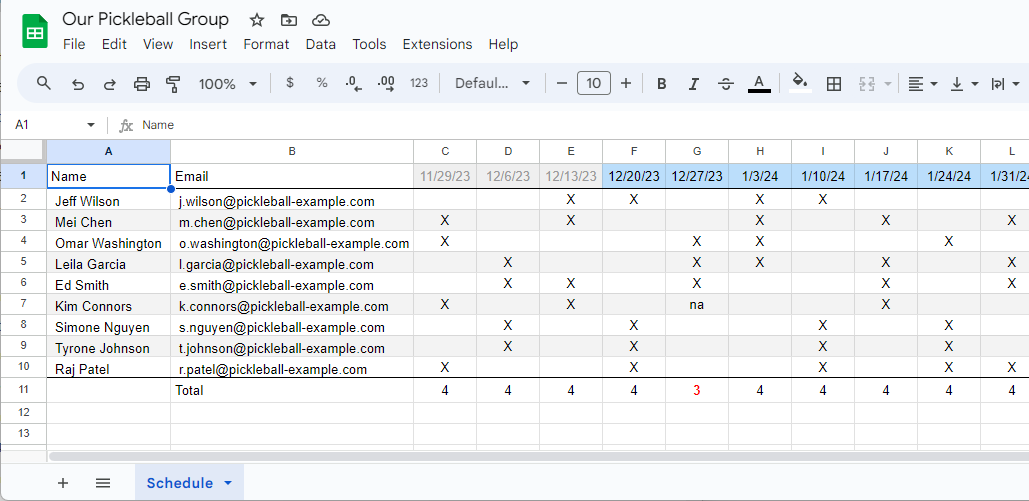 Our Pickleball Group
File Edit View Insert Format Data Tools Extensions Help
100% $ % .0 .00 123 Defaul... − 10 + B I S A
A1 fx Name
A B C D E F G H I J K L
1 Name Email 11/29/23 12/6/23 12/13/23 12/20/23 12/27/23 1/3/24 1/10/24 1/17/24 1/24/24 1/31/24
2 Jeff Wilson j.wilson@pickleball-example.com X X X X
3 Mei Chen m.chen@pickleball-example.com X X X X X
4 Omar Washington o.washington@pickleball-example.com X X X X
5 Leila Garcia l.garcia@pickleball-example.com X X X X X
6 Ed Smith e.smith@pickleball-example.com X X X X X
7 Kim Connors k.connors@pickleball-example.com X X na X
8 Simone Nguyen s.nguyen@pickleball-example.com X X X X
9 Tyrone Johnson t.johnson@pickleball-example.com X X X X
10 Raj Patel r.patel@pickleball-example.com X X X X X
11 Total 4 4 4 4 3 4 4 4 4 4
12
13
+ Schedule